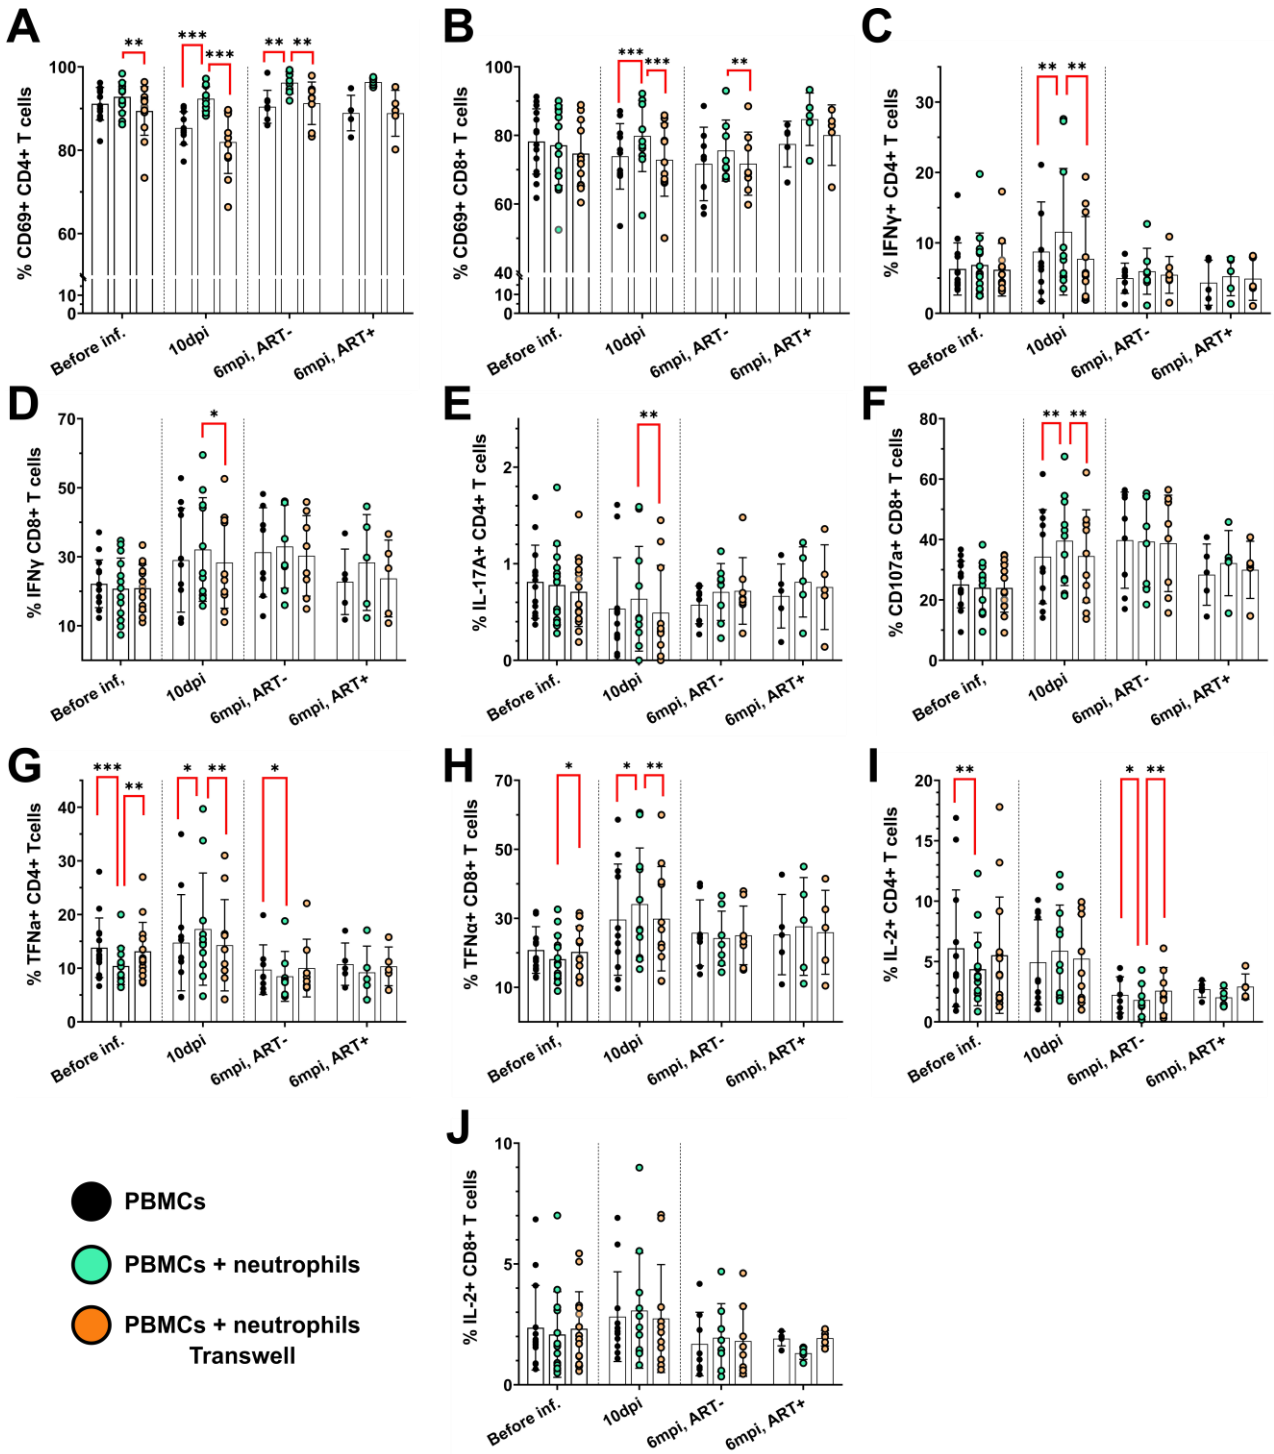 A
% CD69+ CD4+ T cells
100
80
60
10
0
**
***
***
**
**
Before inf.
10dpi
6mpi, ART-
6mpi, ART+
B
% CD69+ CD8+ T cells
100
80
60
40
10
0
***
***
**
Before inf.
10dpi
6mpi, ART-
6mpi, ART+
C
% IFNγ+ CD4+ T cells
30
20
10
0
**
**
Before inf.
10dpi
6mpi, ART-
6mpi, ART+
D
% IFNγ CD8+ T cells
70
50
30
10
*
Before inf,
10dpi
6mpi, ART-
6mpi, ART+
E
% IL-17A+ CD4+ T cells
2
1
0
**
Before inf.
10dpi
6mpi, ART-
6mpi, ART+
F
% CD107a+ CD8+ T cells
80
60
40
20
0
**
**
Before inf,
10dpi
6mpi, ART-
6mpi, ART+
G
% TFNa+ CD4+ Tcells
40
30
20
10
0
***
**
*
**
*
Before inf.
10dpi
6mpi, ART-
6mpi, ART+
H
% TFNα+ CD8+ T cells
70
50
30
10
*
*
**
Before inf,
10dpi
6mpi, ART-
6mpi, ART+
I
% IL-2+ CD4+ T cells
20
15
10
5
0
**
*
**
Before inf.
10dpi
6mpi, ART-
6mpi, ART+
J
% IL-2+ CD8+ T cells
10
5
0
Before inf.
10dpi
6mpi, ART-
6mpi, ART+
PBMCs
PBMCs + neutrophils
PBMCs + neutrophils
Transwell